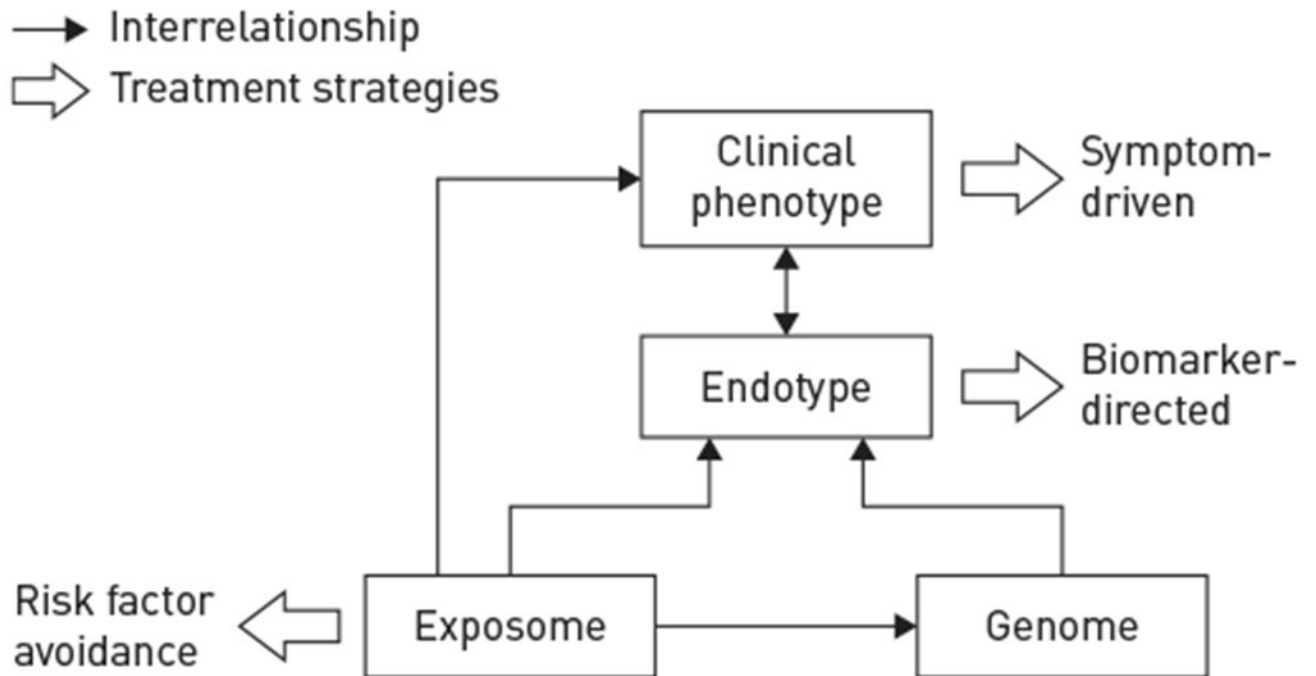 Interrelationship
Treatment strategies
Clinical
phenotype
Symptom-
driven
Endotype
Biomarker-
directed
Risk factor
avoidance
Exposome
Genome